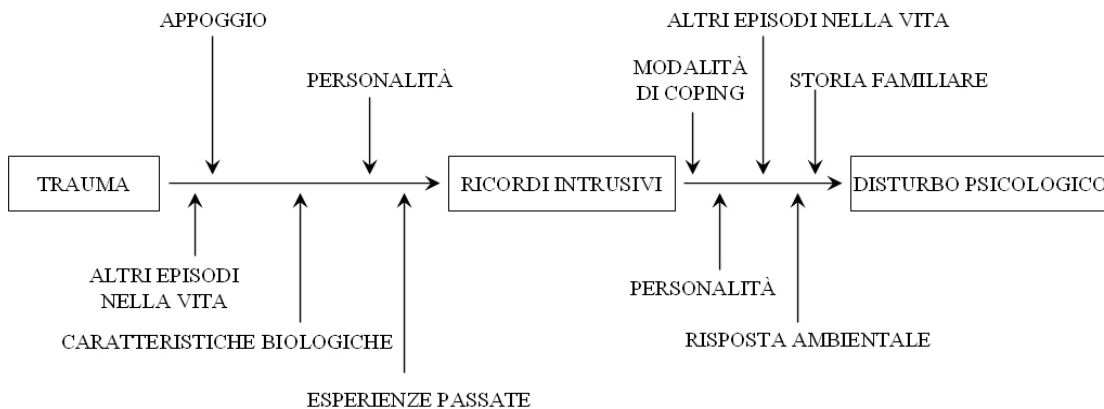 APPOGGIO
ALTRI EPISODI NELLA VITA
PERSONALITÀ
MODALITÀ
DI COPING
STORIA FAMILIARE
TRAUMA
RICORDI INTRUSIVI
DISTURBO PSICOLOGICO
ALTRI EPISODI
NELLA VITA
PERSONALITÀ
CARATTERISTICHE BIOLOGICHE
RISPOSTA AMBIENTALE
ESPERIENZE PASSATE